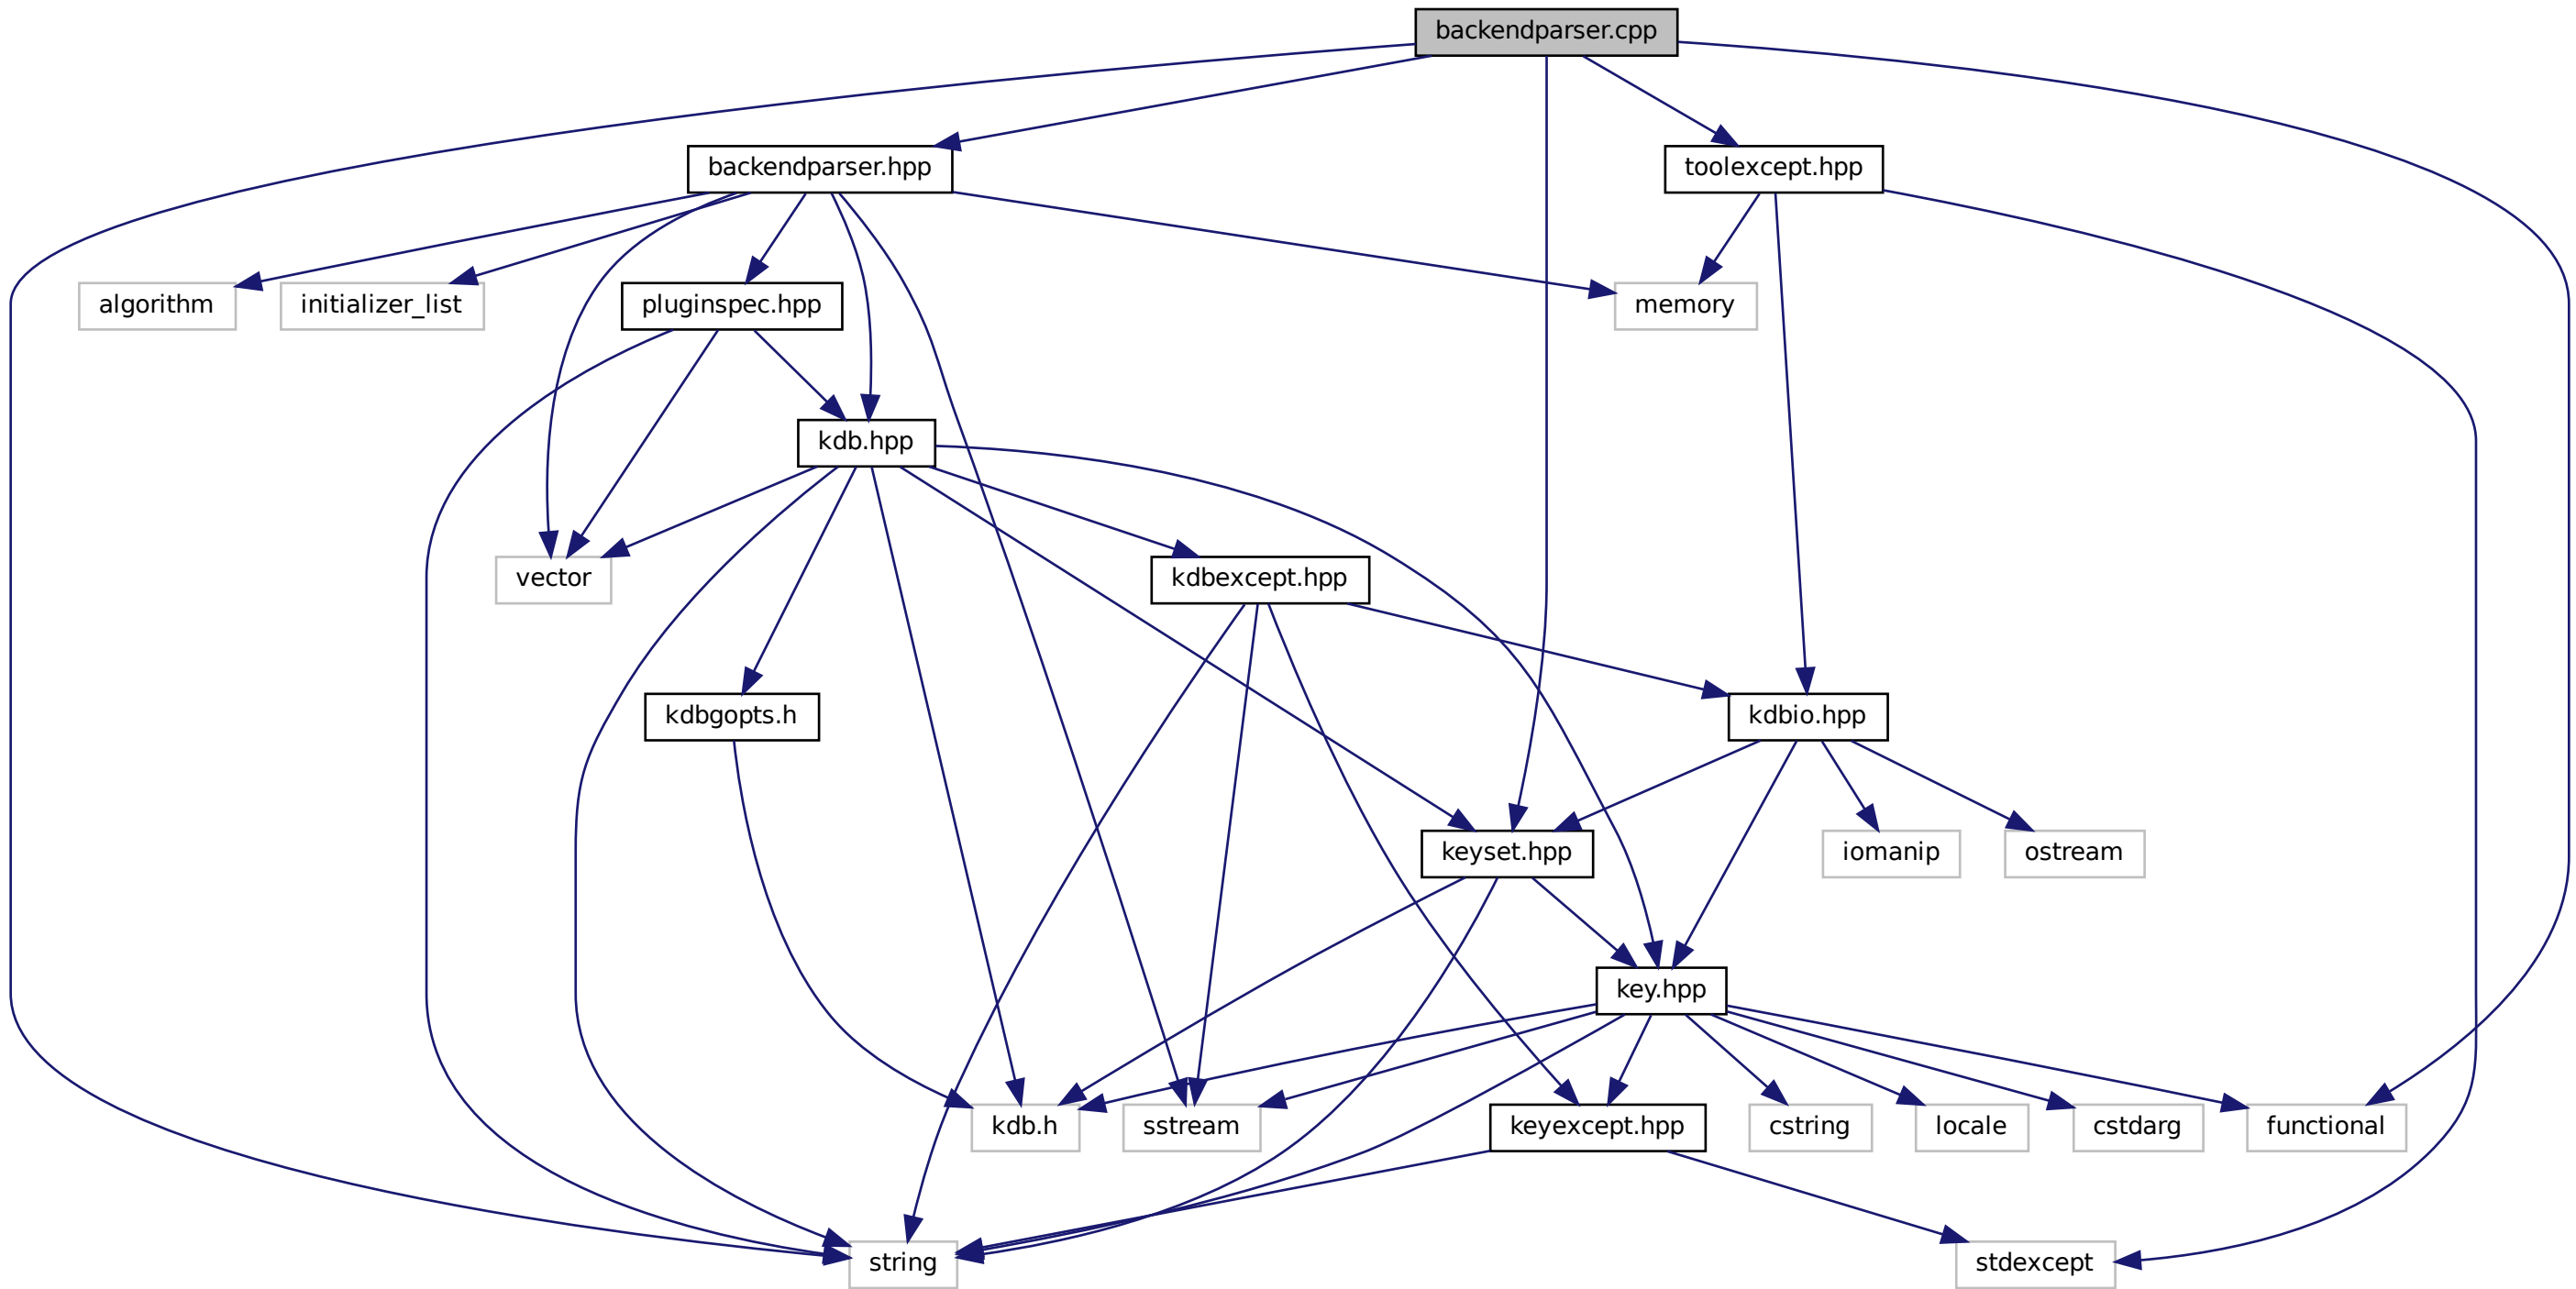 backendparser.cpp
backendparser.hpp
toolexcept.hpp
algorithm
initializer_list
pluginspec.hpp
memory
kdb.hpp
vector
kdbexcept.hpp
kdbgopts.h
kdbio.hpp
keyset.hpp
iomanip
ostream
key.hpp
kdb.h
sstream
keyexcept.hpp
cstring
locale
cstdarg
functional
string
stdexcept